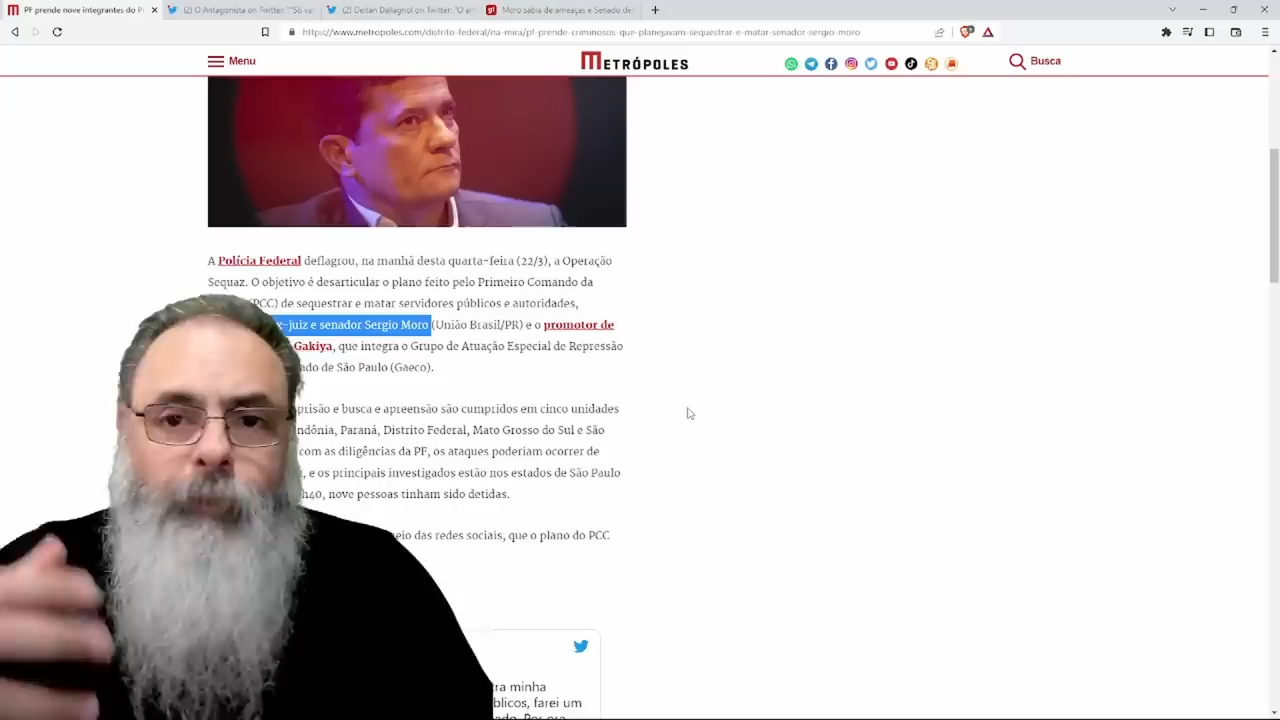 PF prende nove integrantes do P
(2) O Antagonista on Twitter: "“Só va
(2) Deltan Dallagnol on Twitter: "O am
Moro sabia de ameaças e Senado de
https://www.metropoles.com/distrito-federal/na-mira/pf-prende-criminosos-que-planejavam-sequestrar-e-matar-senador-sergio-moro
Menu
METRÓPOLES
Busca
A Polícia Federal deflagrou, na manhã desta quarta-feira (22/3), a Operação
Sequaz. O objetivo é desarticular o plano feito pelo Primeiro Comando da
(PCC) de sequestrar e matar servidores públicos e autoridades,
x-juiz e senador Sergio Moro (União Brasil/PR) e o promotor de
Gakiya, que integra o Grupo de Atuação Especial de Repressão
ado de São Paulo (Gaeco).
prisão e busca e apreensão são cumpridos em cinco unidades
ndônia, Paraná, Distrito Federal, Mato Grosso do Sul e São
com as diligências da PF, os ataques poderiam ocorrer de
, e os principais investigados estão nos estados de São Paulo
h40, nove pessoas tinham sido detidas.
eio das redes sociais, que o plano do PCC
tra minha
blicos, farei um
ado. Por ora